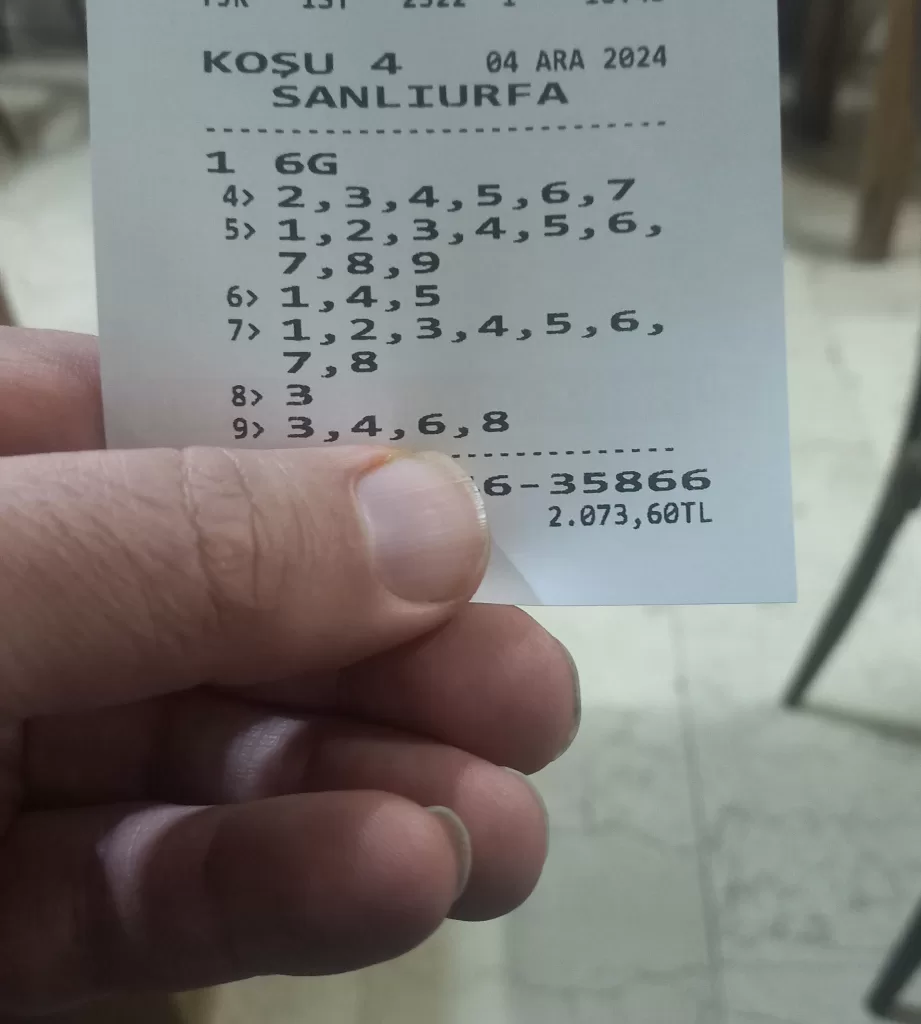 KOŞU 4 04 ARA 2024
SANLIURFA
1 6G
4> 2,3,4,5,6,7
5> 1,2,3,4,5,6,
7,8,9
6> 1,4,5
7> 1,2,3,4,5,6,
7,8
8> 3
9> 3,4,6,8
6-35866
2.073,60TL